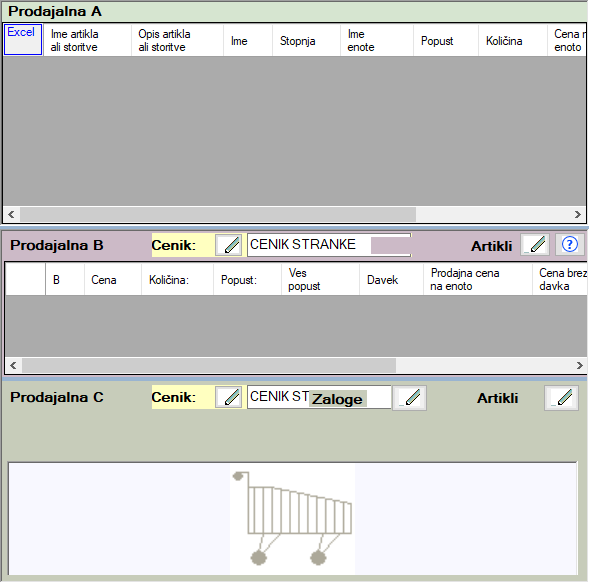 Prodajalna A
Excel
Ime artikla
ali storitve
Opis artikla
ali storitve
Ime
Stopnja
Ime
enote
Popust
Količina
Cena
enoto
Prodajalna B
Cenik:
CENIK STRANKE
Artikli
B
Cena
Količina:
Popust:
Ves
popust
Davek
Prodajna cena
na enoto
Cena brez
davka
Prodajalna C
Cenik:
CENIK ST
Zaloge
Artikli